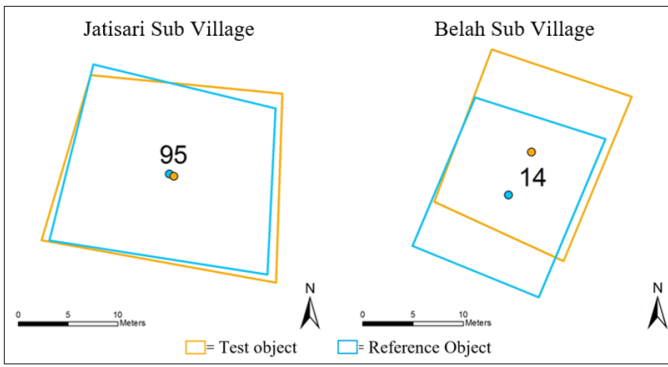 Jatisari Sub Village
Belah Sub Village
95
14
N
N
0 5 10
Meters
0 5 10
Meters
= Test object
= Reference Object